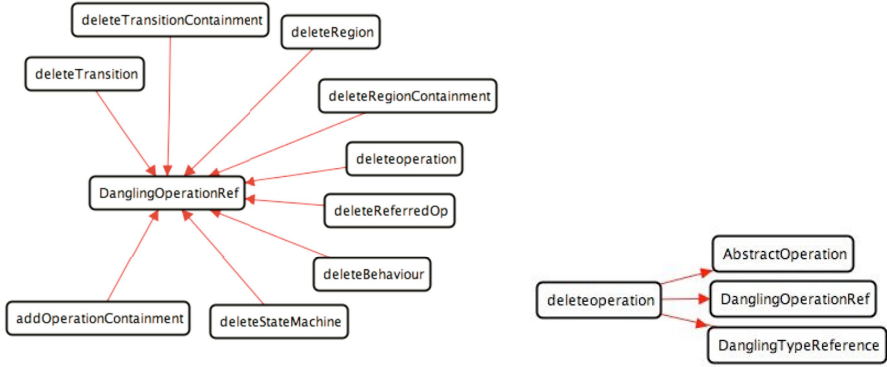 deleteTransitionContainment
deleteRegion
deleteTransition
deleteRegionContainment
deleteoperation
DanglingOperationRef
deleteReferredOp
deleteBehaviour
addOperationContainment
deleteStateMachine
AbstractOperation
deleteoperation
DanglingOperationRef
DanglingTypeReference